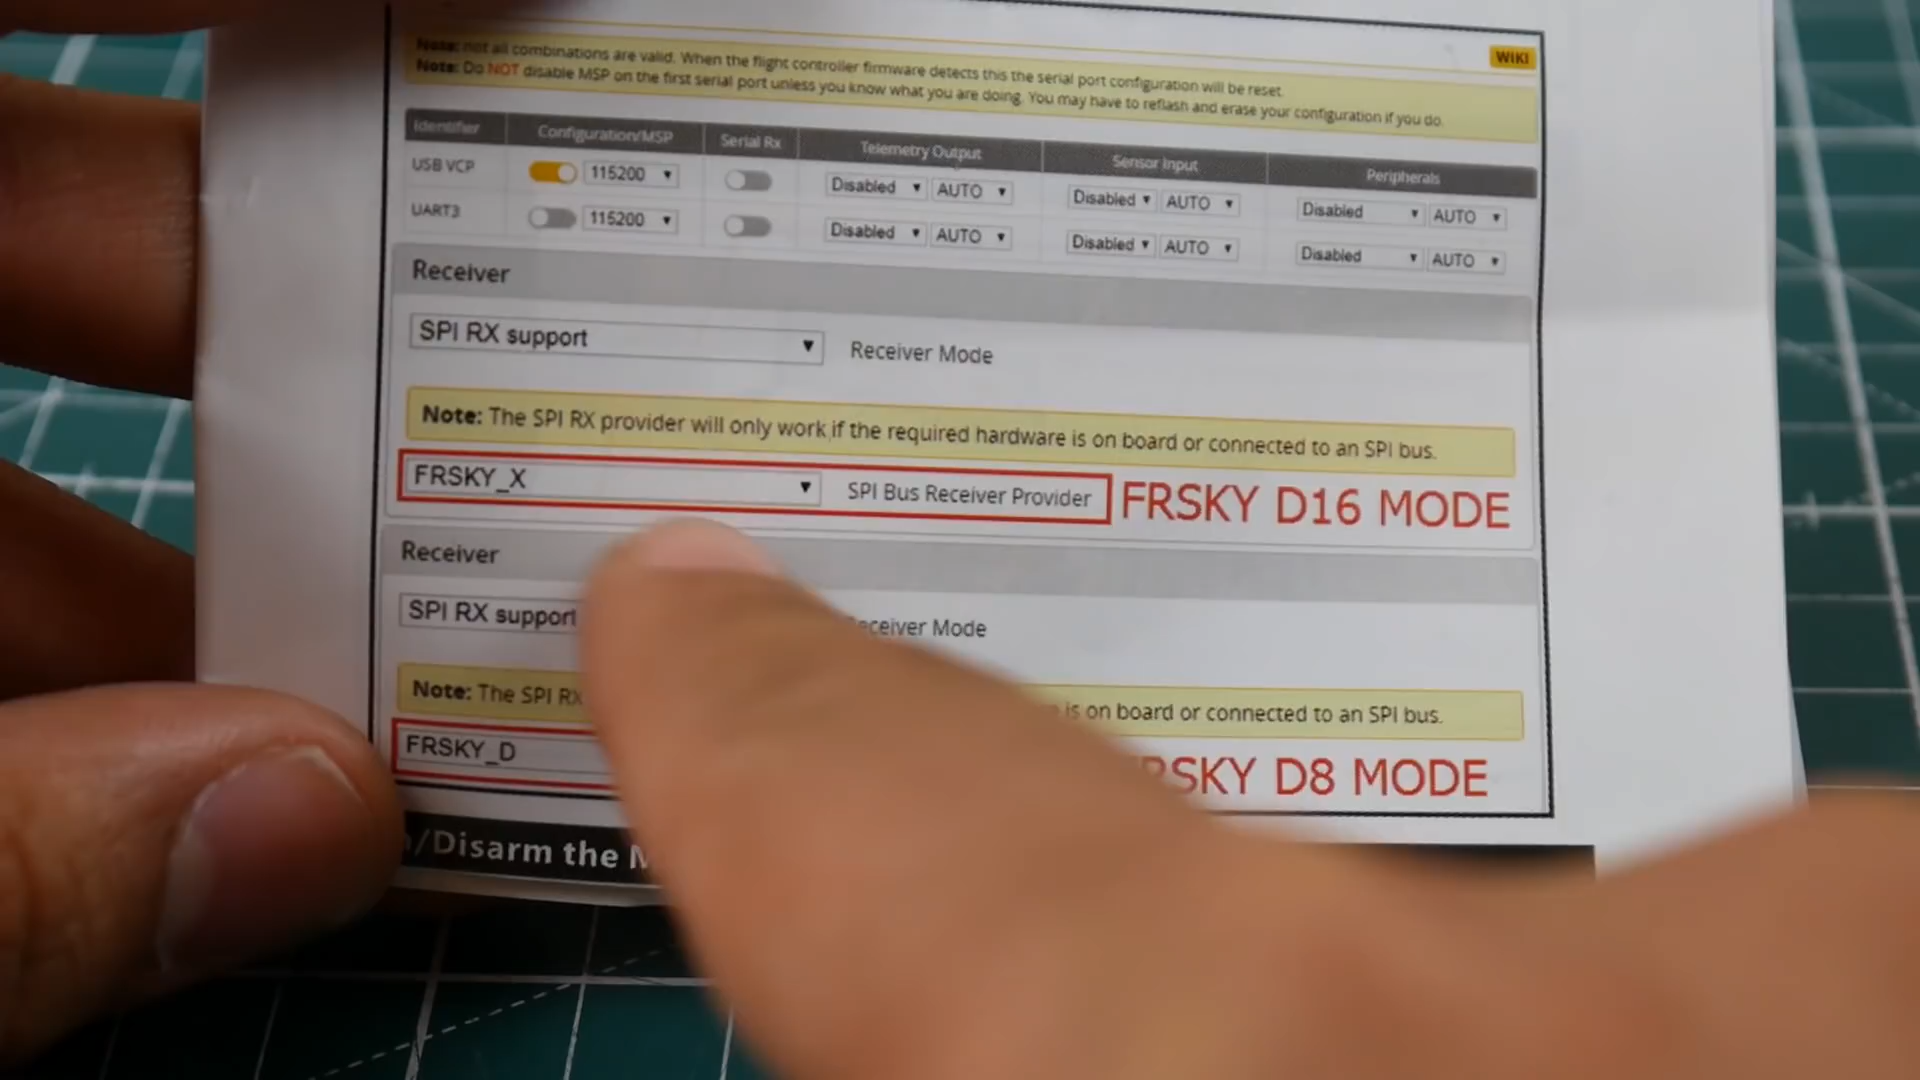 WIKI
Note: not all combinations are valid. When the flight controller firmware detects this the serial port configuration will be reset.
Note: Do NOT disable MSP on the first serial port unless you know what you are doing. You may have to reflash and erase your configuration if you do.
Identifier Configuration/MSP Serial Rx Telemetry Output Sensor Input Peripherals
USB VCP 115200 Disabled AUTO Disabled AUTO Disabled AUTO
UART3 115200 Disabled AUTO Disabled AUTO Disabled AUTO
Receiver
SPI RX support Receiver Mode
Note: The SPI RX provider will only work if the required hardware is on board or connected to an SPI bus.
FRSKY_X SPI Bus Receiver Provider FRSKY D16 MODE
Receiver
SPI RX support eceiver Mode
Note: The SPI RX is on board or connected to an SPI bus.
FRSKY_D RSKY D8 MODE
/Disarm the